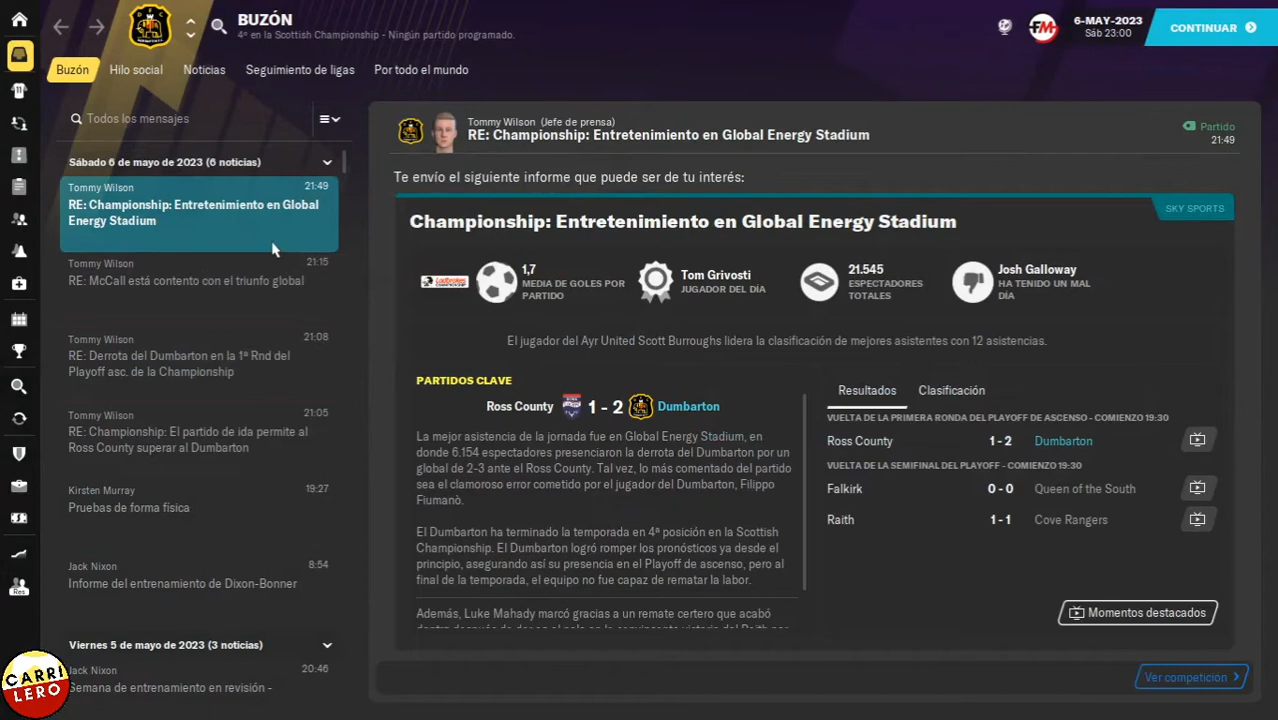 BUZÓN
4º en la Scottish Championship - Ningún partido programado.
FM
6-MAY-2023
Sáb 23:00
CONTINUAR
Buzón
Hilo social
Noticias
Seguimiento de ligas
Por todo el mundo
Todos los mensajes
Sábado 6 de mayo de 2023 (6 noticias)
Tommy Wilson
21:49
RE: Championship: Entretenimiento en Global
Energy Stadium
Tommy Wilson
21:15
RE: McCall está contento con el triunfo global
Tommy Wilson
21:08
RE: Derrota del Dumbarton en la 1ª Rnd del
Playoff asc. de la Championship
Tommy Wilson
21:05
RE: Championship: El partido de ida permite al
Ross County superar al Dumbarton
Kirsten Murray
19:27
Pruebas de forma física
Jack Nixon
8:54
Informe del entrenamiento de Dixon-Bonner
Viernes 5 de mayo de 2023 (3 noticias)
Jack Nixon
20:46
Semana de entrenamiento en revisión -
Res
CARRI
LERO
Tommy Wilson (Jefe de prensa)
RE: Championship: Entretenimiento en Global Energy Stadium
Partido
21:49
Te envío el siguiente informe que puede ser de tu interés:
SKY SPORTS
Championship: Entretenimiento en Global Energy Stadium
Ladbrokes
CHAMPIONSHIP
1,7
MEDIA DE GOLES POR
PARTIDO
Tom Grivosti
JUGADOR DEL DÍA
21.545
ESPECTADORES
TOTALES
Josh Galloway
HA TENIDO UN MAL
DÍA
El jugador del Ayr United Scott Burroughs lidera la clasificación de mejores asistentes con 12 asistencias.
PARTIDOS CLAVE
Ross County 1 - 2 Dumbarton
La mejor asistencia de la jornada fue en Global Energy Stadium, en
donde 6.154 espectadores presenciaron la derrota del Dumbarton por un
global de 2-3 ante el Ross County. Tal vez, lo más comentado del partido
sea el clamoroso error cometido por el jugador del Dumbarton, Filippo
Fiumanò.
El Dumbarton ha terminado la temporada en 4ª posición en la Scottish
Championship. El Dumbarton logró romper los pronósticos ya desde el
principio, asegurando así su presencia en el Playoff de ascenso, pero al
final de la temporada, el equipo no fue capaz de rematar la labor.
Además, Luke Mahady marcó gracias a un remate certero que acabó
Resultados
Clasificación
VUELTA DE LA PRIMERA RONDA DEL PLAYOFF DE ASCENSO - COMIENZO 19:30
Ross County 1-2 Dumbarton
VUELTA DE LA SEMIFINAL DEL PLAYOFF - COMIENZO 19:30
Falkirk 0-0 Queen of the South
Raith 1-1 Cove Rangers
Momentos destacados
Ver competición